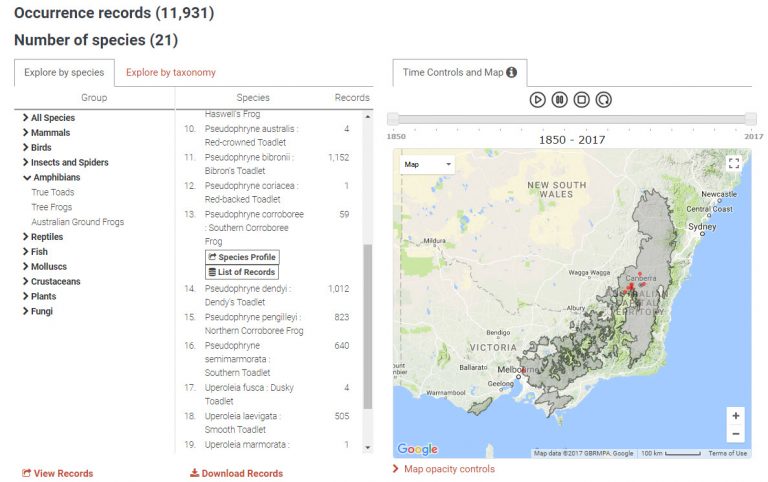 Occurrence records (11,931)
Number of species (21)
Explore by species
Explore by taxonomy
Group
Species
Records
All Species
Mammals
Birds
Insects and Spiders
Amphibians
True Toads
Tree Frogs
Australian Ground Frogs
Reptiles
Fish
Molluscs
Crustaceans
Plants
Fungi
Haswell's Frog
10. Pseudophryne australis : 4
Red-crowned Toadlet
11. Pseudophryne bibronii : 1,152
Bibron's Toadlet
12. Pseudophryne coriacea : 1
Red-backed Toadlet
13. Pseudophryne corroboree 59
: Southern Corroboree
Frog
Species Profile
List of Records
14. Pseudophryne dendyi : 1,012
Dendy's Toadlet
15. Pseudophryne pengilleyi : 823
Northern Corroboree Frog
16. Pseudophryne 640
semimarmorata :
Southern Toadlet
17. Uperoleia fusca : Dusky 4
Toadlet
18. Uperoleia laevigata : 505
Smooth Toadlet
19. Uperoleia marmorata : 1
View Records
Download Records
Time Controls and Map
1850
2017
1850 - 2017
Map
NEW SOUTH
WALES
Newcastle
Central Coast
Sydney
Mildura
Wagga Wagga
Canberra
AUSTRALIAN
CAPITAL
TERRITORY
Albury
Bendigo
VICTORIA
Ballarat
Melbourne
Geelong
Warrnambool
ount
ambier
Google
Map data ©2017 GBRMPA, Google
100 km
Terms of Use
Map opacity controls